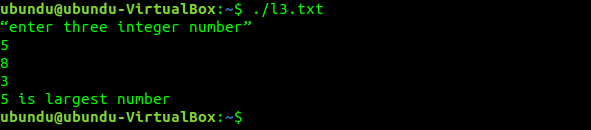 ubundu@ubundu-VirtualBox:~$ ./l3.txt
“enter three integer number”
5
8
3
5 is largest number
ubundu@ubundu-VirtualBox:~$